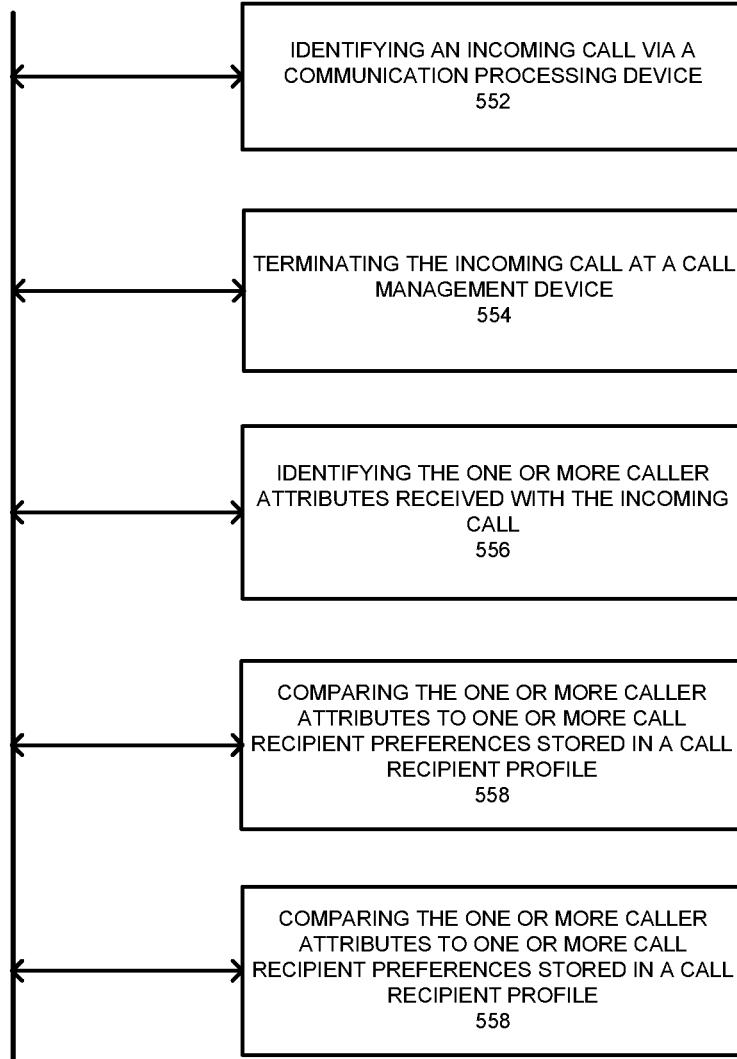 IDENTIFYING AN INCOMING CALL VIA A
COMMUNICATION PROCESSING DEVICE
552
TERMINATING THE INCOMING CALL AT A CALL
MANAGEMENT DEVICE
554
IDENTIFYING THE ONE OR MORE CALLER
ATTRIBUTES RECEIVED WITH THE INCOMING
CALL
556
COMPARING THE ONE OR MORE CALLER
ATTRIBUTES TO ONE OR MORE CALL
RECIPIENT PREFERENCES STORED IN A CALL
RECIPIENT PROFILE
558
COMPARING THE ONE OR MORE CALLER
ATTRIBUTES TO ONE OR MORE CALL
RECIPIENT PREFERENCES STORED IN A CALL
RECIPIENT PROFILE
558